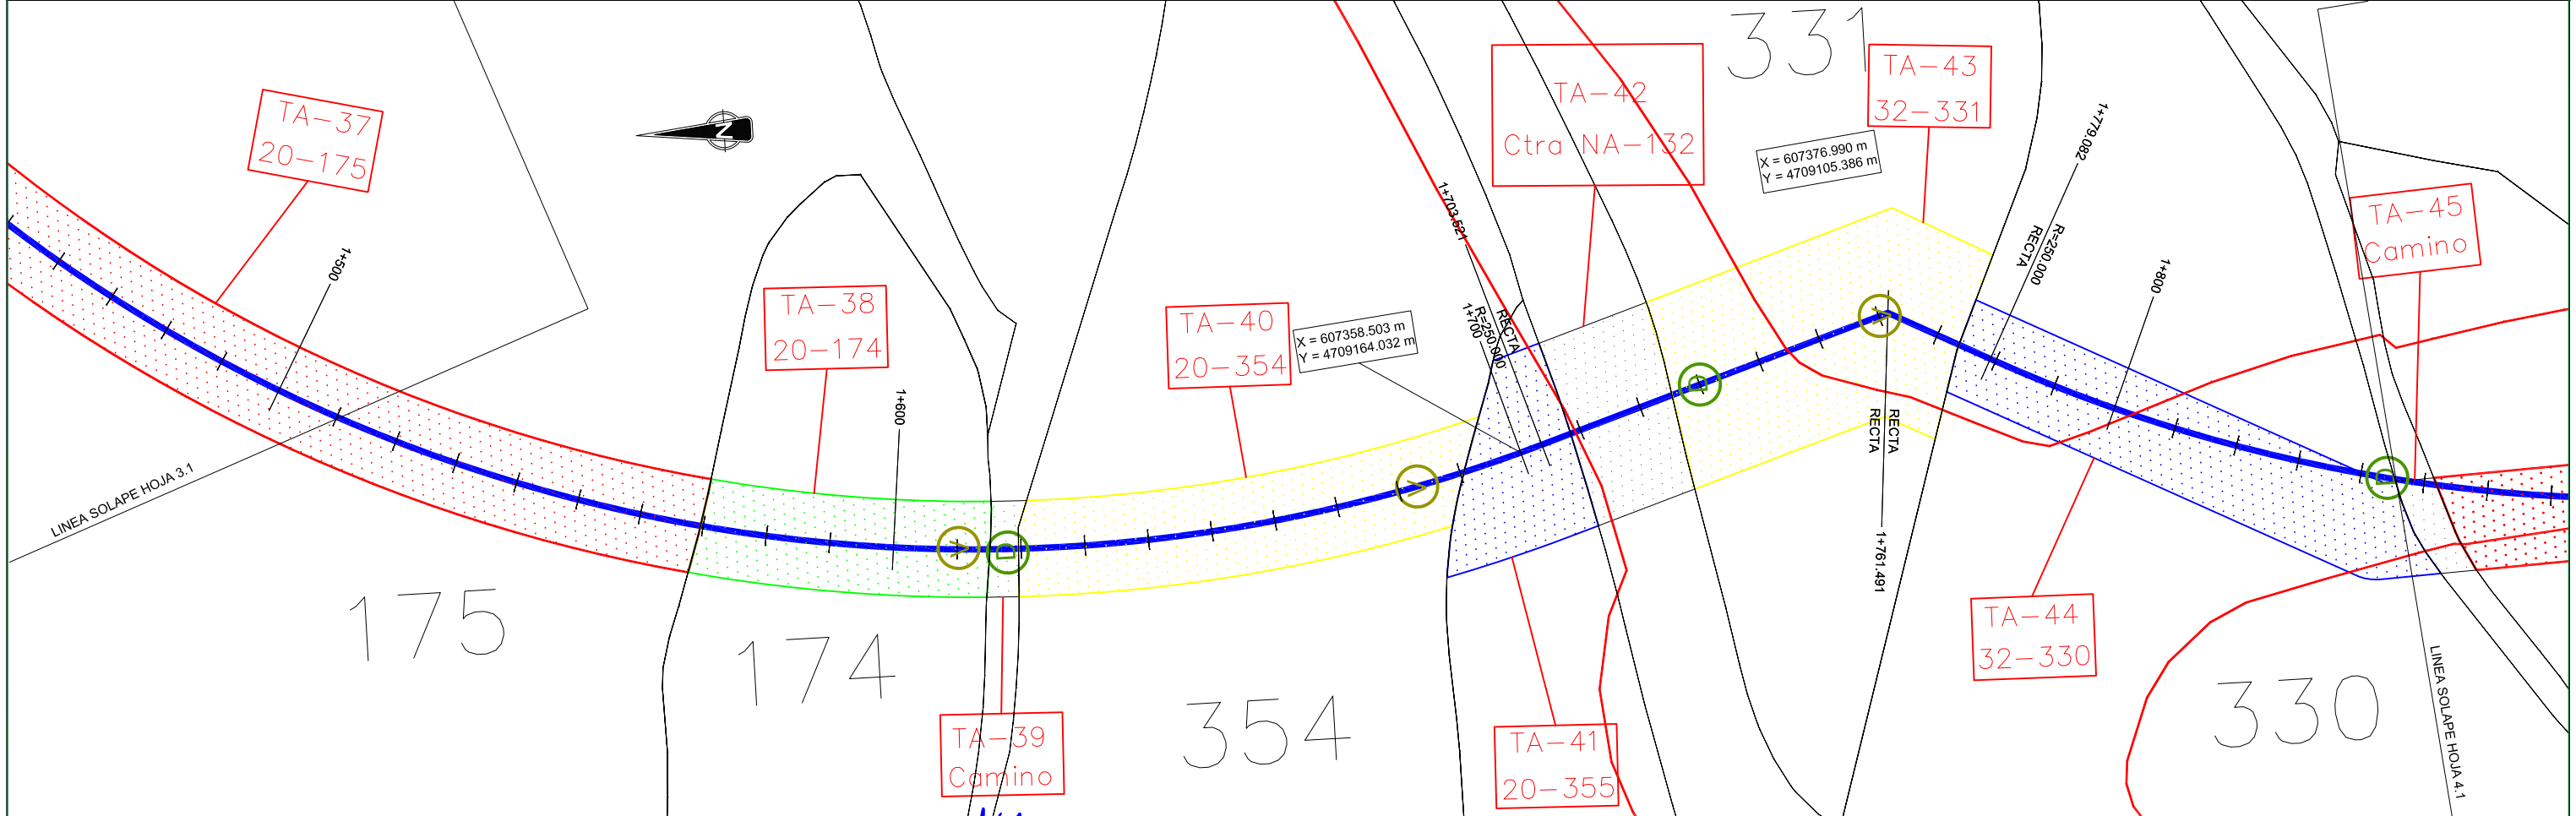 TA-37
20-175
1+500
LINEA SOLAPE HOJA 3.1
175
N
TA-38
20-174
1+600
174
TA-39
Camino
TA-40
20-354
354
X = 607358.503 m
Y = 4709164.032 m
1+703.521
RECTA
R=250.000
1+700
TA-41
20-355
TA-42
Ctra NA-132
331
TA-43
32-331
X = 607376.990 m
Y = 4709105.386 m
RECTA
RECTA
1+761.491
1+779.082
R=250.000
RECTA
1+800
TA-44
32-330
330
TA-45
Camino
LINEA SOLAPE HOJA 4.1